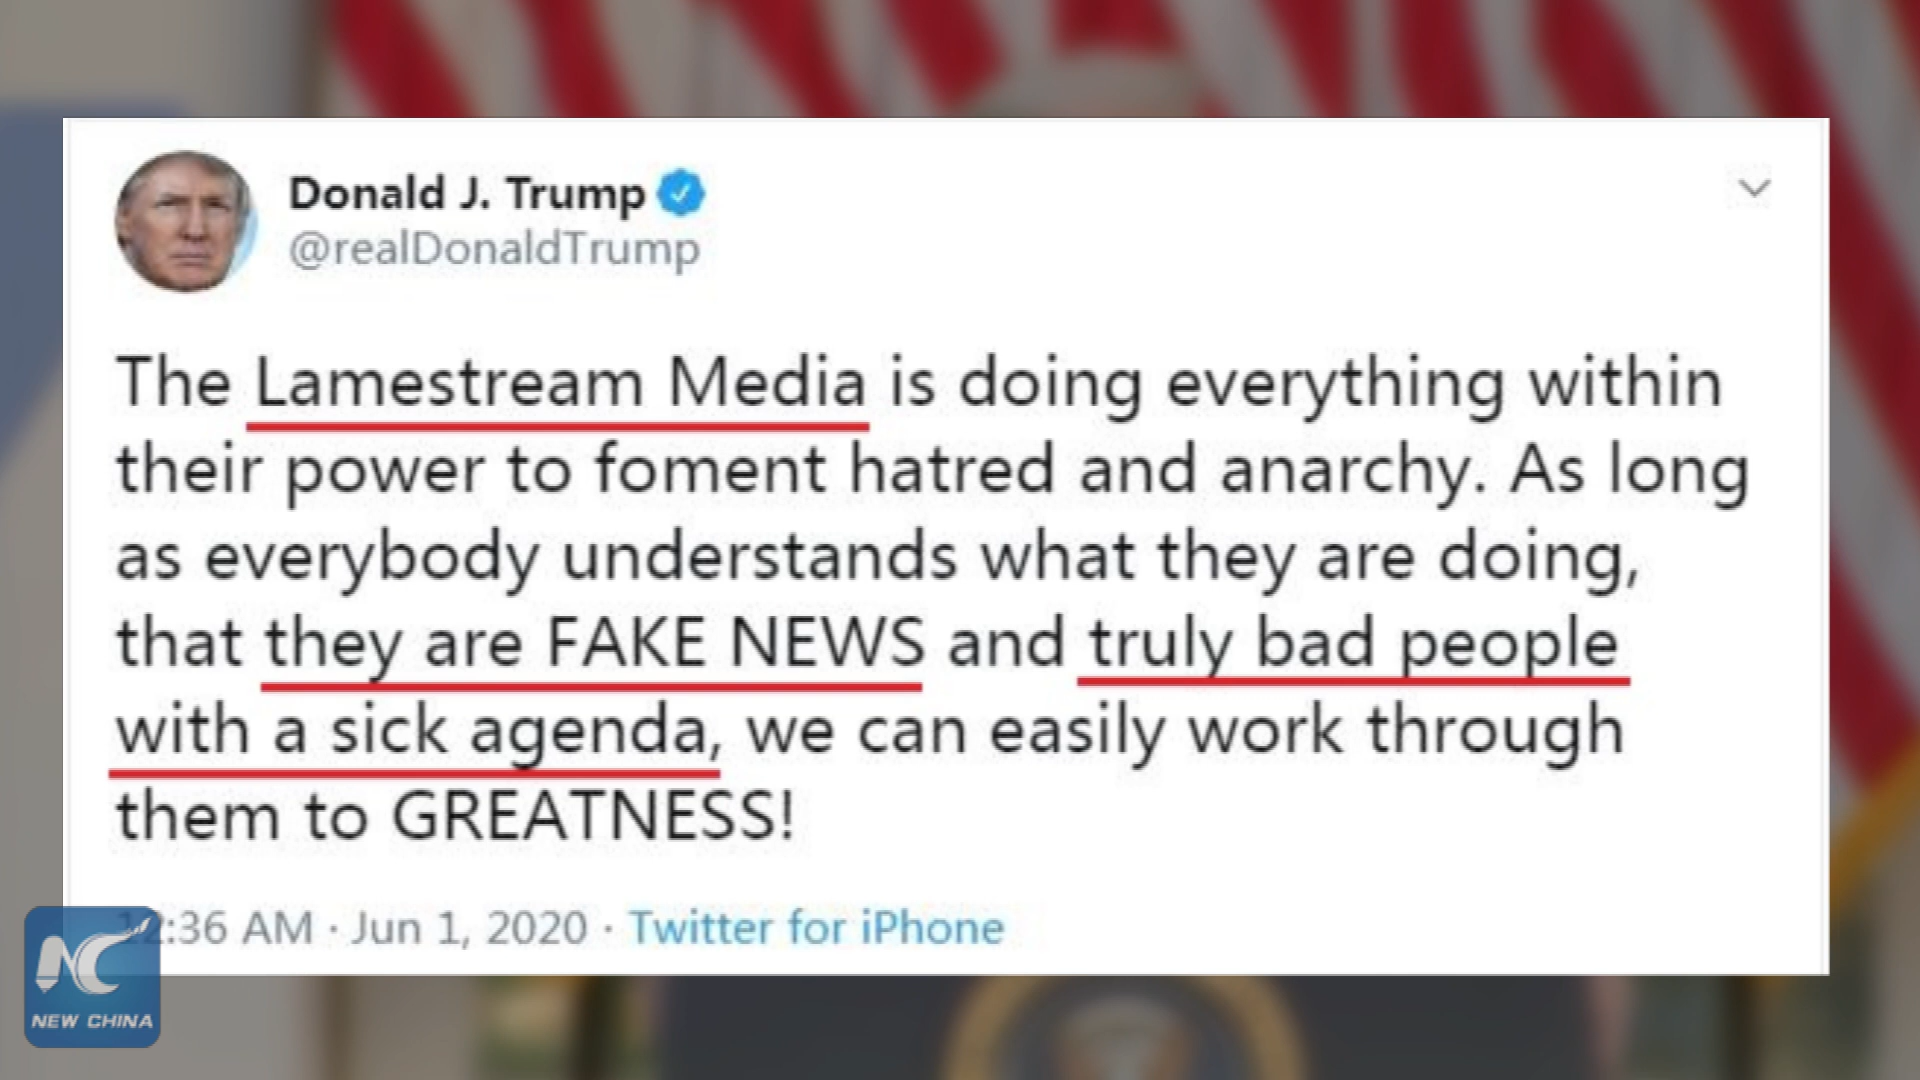 Donald J. Trump
@realDonaldTrump
The Lamestream Media is doing everything within
their power to foment hatred and anarchy. As long
as everybody understands what they are doing,
that they are FAKE NEWS and truly bad people
with a sick agenda, we can easily work through
them to GREATNESS!
12:36 AM · Jun 1, 2020 · Twitter for iPhone
NC
NEW CHINA